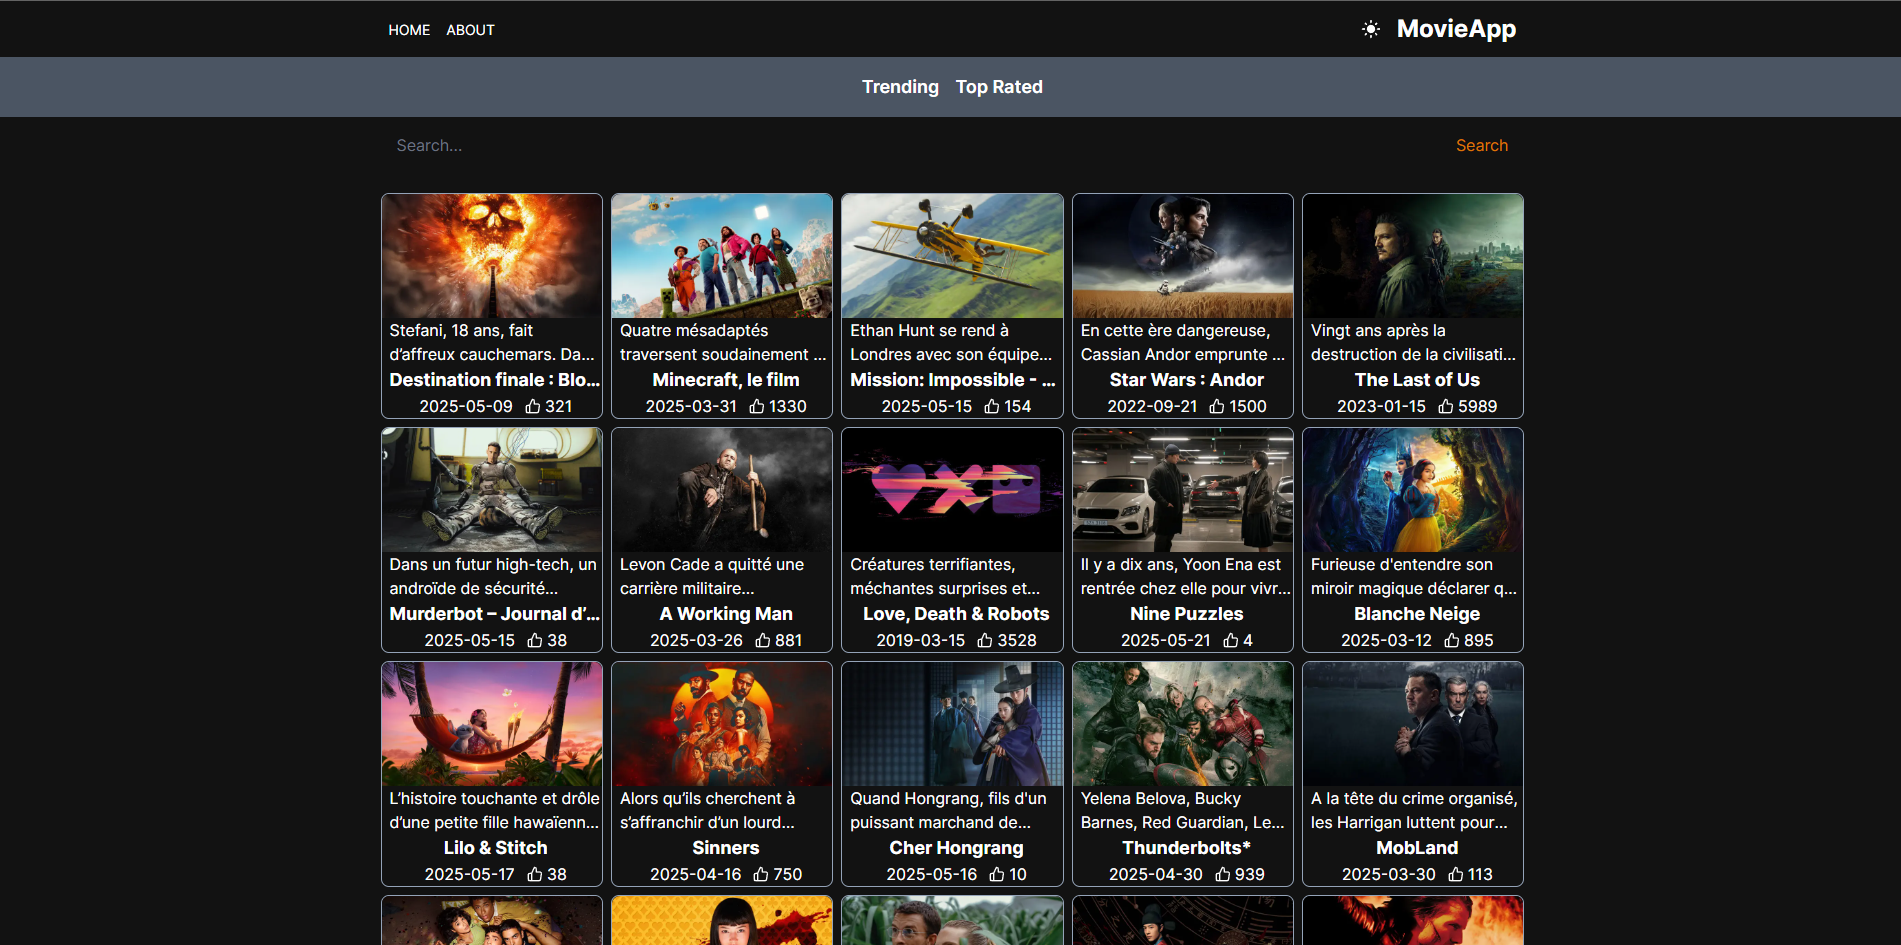 HOME ABOUT MovieApp
Trending Top Rated
Search... Search
Stefani, 18 ans, fait
d’affreux cauchemars. Da...
Destination finale : Blo...
2025-05-09 321
Quatre mésadaptés
traversent soudainement ...
Minecraft, le film
2025-03-31 1330
Ethan Hunt se rend à
Londres avec son équipe...
Mission: Impossible - ...
2025-05-15 154
En cette ère dangereuse,
Cassian Andor emprunte ...
Star Wars : Andor
2022-09-21 1500
Vingt ans après la
destruction de la civilisati...
The Last of Us
2023-01-15 5989
Dans un futur high-tech, un
androïde de sécurité...
Murderbot – Journal d’...
2025-05-15 38
Levon Cade a quitté une
carrière militaire...
A Working Man
2025-03-26 881
Créatures terrifiantes,
méchantes surprises et...
Love, Death & Robots
2019-03-15 3528
Il y a dix ans, Yoon Ena est
rentrée chez elle pour vivr...
Nine Puzzles
2025-05-21 4
Furieuse d'entendre son
miroir magique déclarer q...
Blanche Neige
2025-03-12 895
L’histoire touchante et drôle
d’une petite fille hawaïenn...
Lilo & Stitch
2025-05-17 38
Alors qu’ils cherchent à
s’affranchir d’un lourd...
Sinners
2025-04-16 750
Quand Hongrang, fils d'un
puissant marchand de...
Cher Hongrang
2025-05-16 10
Yelena Belova, Bucky
Barnes, Red Guardian, Le...
Thunderbolts*
2025-04-30 939
A la tête du crime organisé,
les Harrigan luttent pour...
MobLand
2025-03-30 113